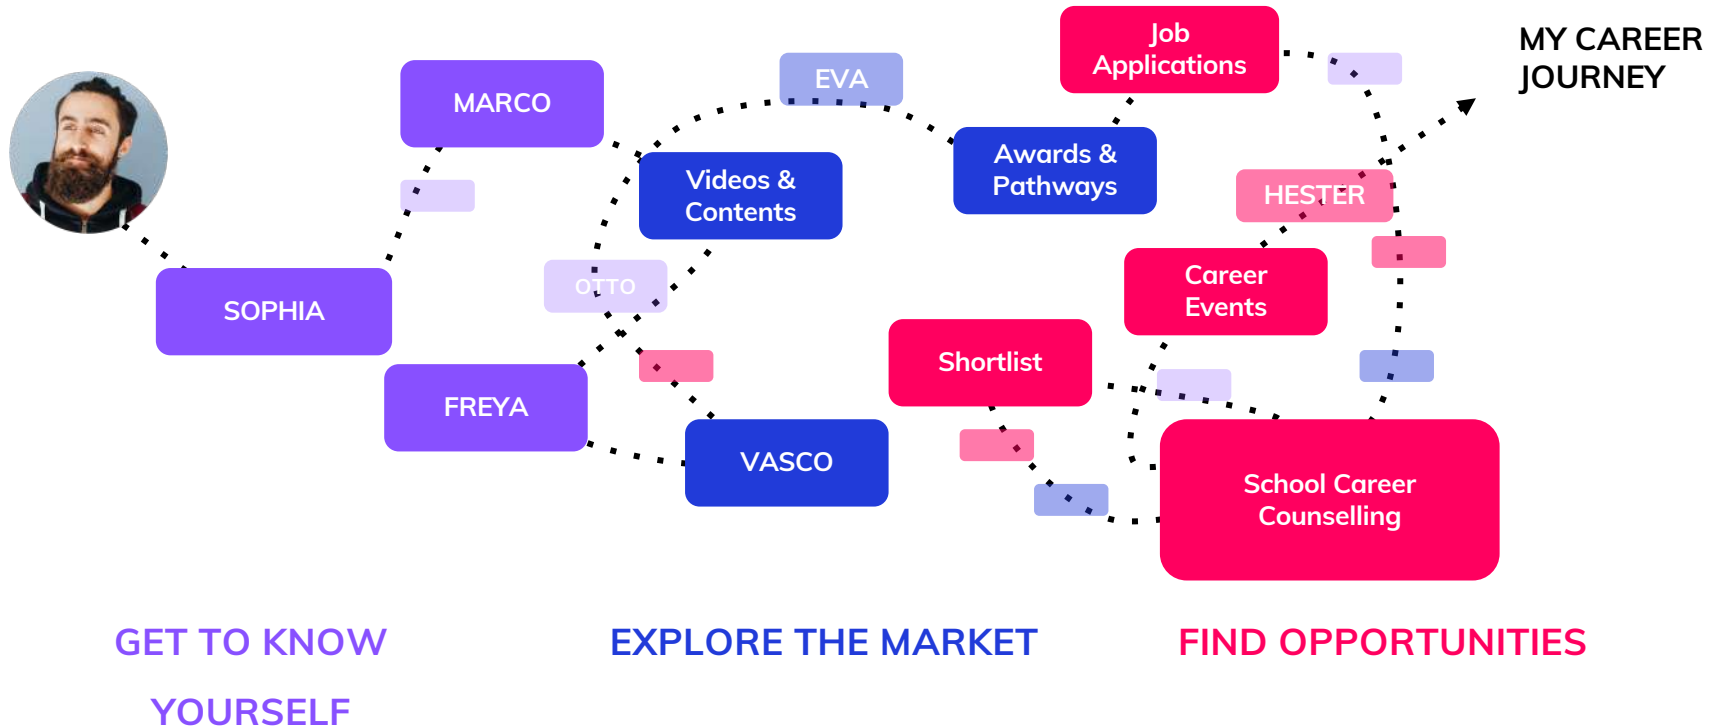 MY CAREER
JOURNEY
Job
Applications
EVA
MARCO
Awards &
Pathways
Videos &
Contents
HESTER
Career
Events
OTTO
SOPHIA
Shortlist
FREYA
VASCO
School Career
Counselling
GET TO KNOW
YOURSELF
EXPLORE THE MARKET
FIND OPPORTUNITIES